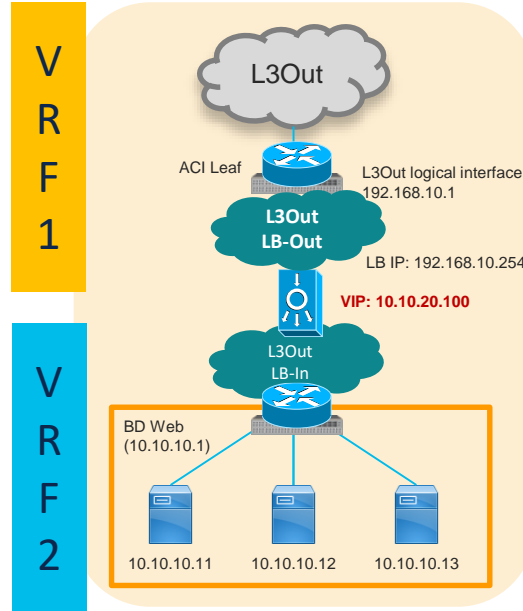 V
R
F
1
V
R
F
2
L3Out
ACI Leaf
L3Out logical interface
192.168.10.1
L3Out
LB-Out
LB IP: 192.168.10.254
VIP: 10.10.20.100
L3Out
LB-In
BD Web
(10.10.10.1)
10.10.10.11
10.10.10.12
10.10.10.13